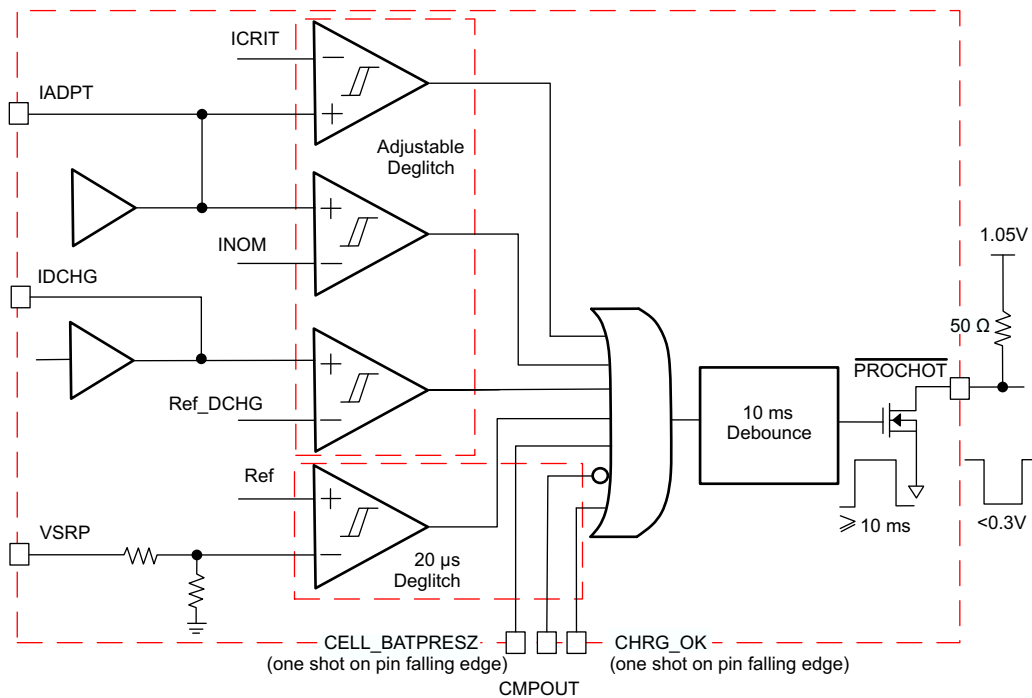 ICRIT
IADPT
Adjustable
Deglitch
INOM
1.05V
IDCHG
50 Ω
PROCHOT
Ref_DCHG
10 ms
Debounce
Ref
≥ 10 ms
<0.3V
VSRP
20 µs
Deglitch
CELL_BATPRESZ
(one shot on pin falling edge)
CHRG_OK
(one shot on pin falling edge)
CMPOUT